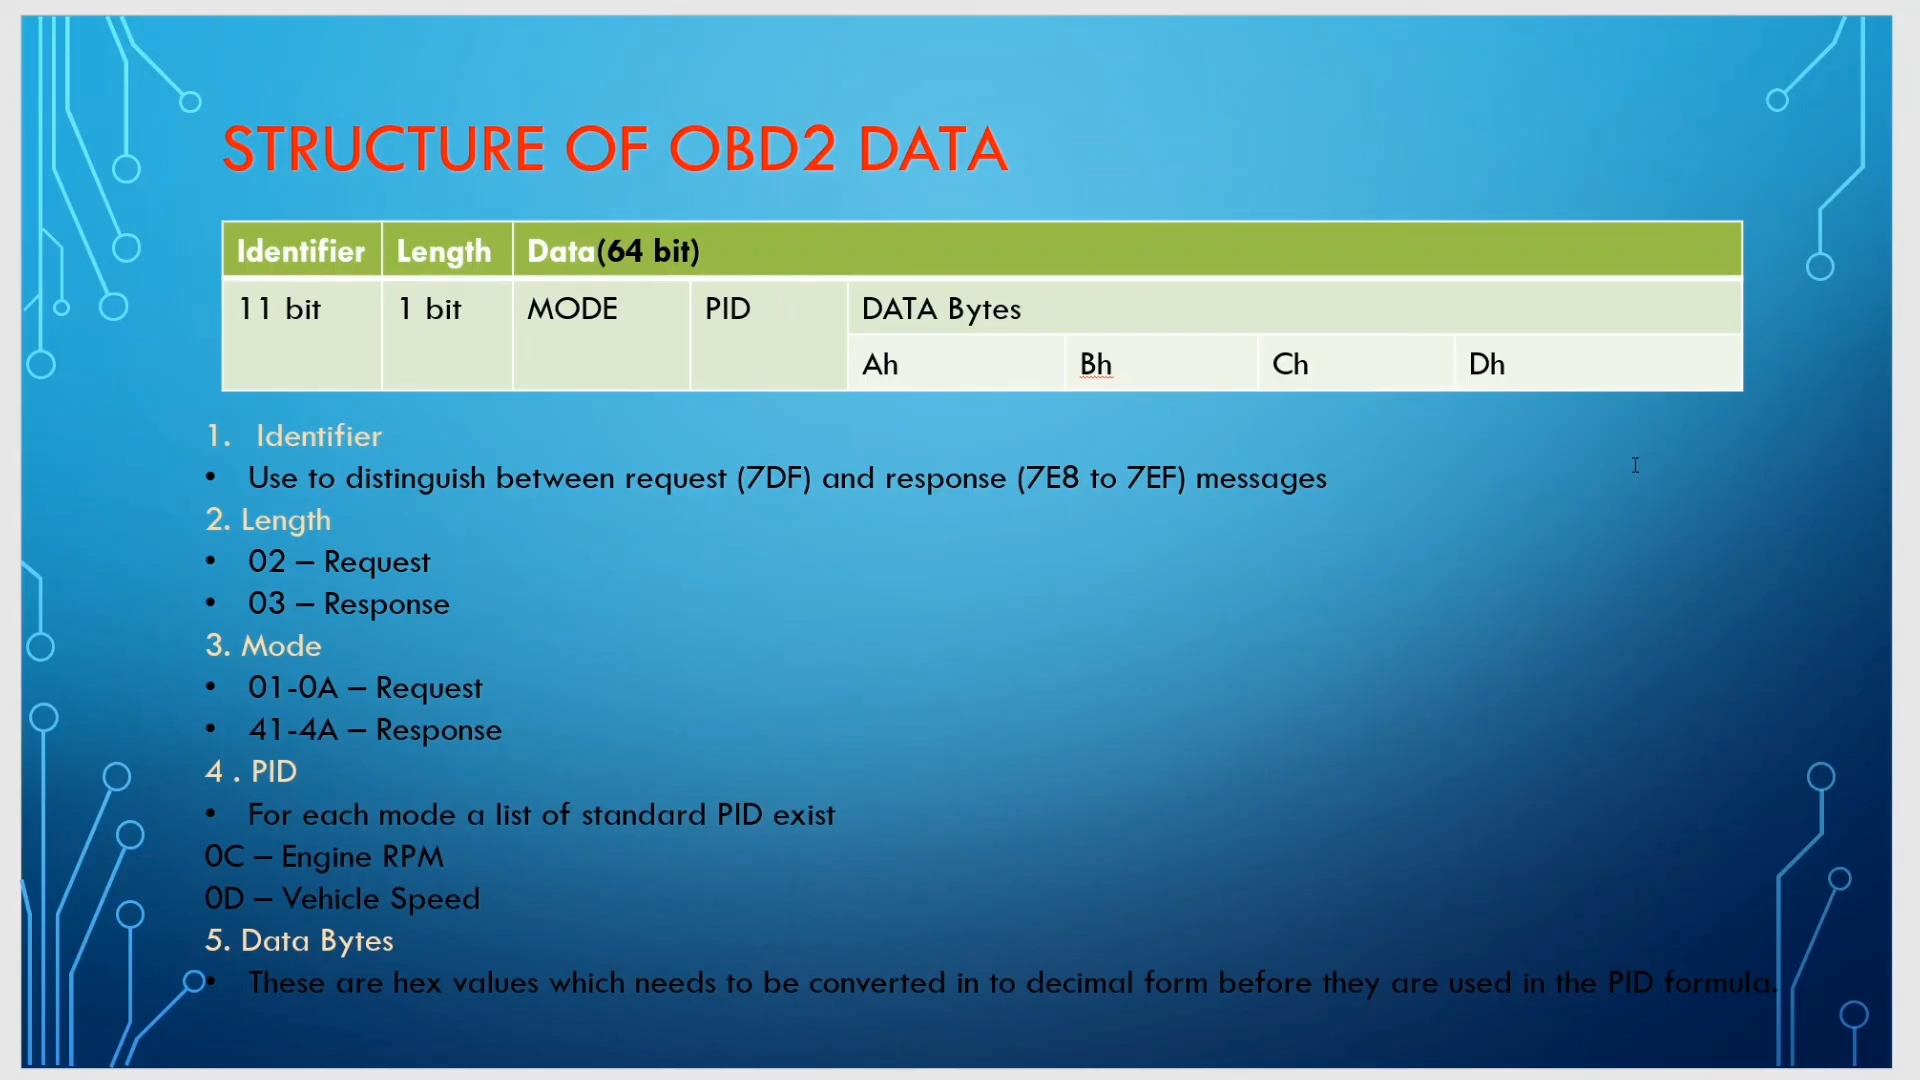 STRUCTURE OF OBD2 DATA
Identifier Length Data(64 bit)
11 bit 1 bit MODE PID DATA Bytes
Ah Bh Ch Dh
1. Identifier
• Use to distinguish between request (7DF) and response (7E8 to 7EF) messages
2. Length
• 02 – Request
• 03 – Response
3. Mode
• 01-0A – Request
• 41-4A – Response
4 . PID
• For each mode a list of standard PID exist
0C – Engine RPM
0D – Vehicle Speed
5. Data Bytes
• These are hex values which needs to be converted in to decimal form before they are used in the PID formula.